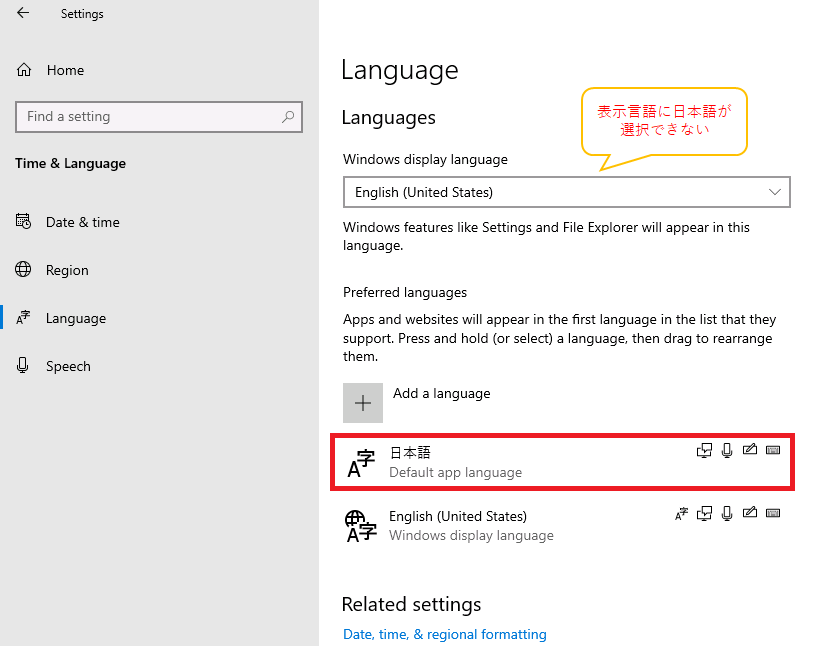 Settings
Home
Find a setting
Time & Language
Date & time
Region
Language
Speech
Language
Languages
表示言語に日本語が
選択できない
Windows display language
English (United States)
Windows features like Settings and File Explorer will appear in this
language.
Preferred languages
Apps and websites will appear in the first language in the list that they
support. Press and hold (or select) a language, then drag to rearrange
them.
Add a language
日本語
Default app language
English (United States)
Windows display language
Related settings
Date, time, & regional formatting